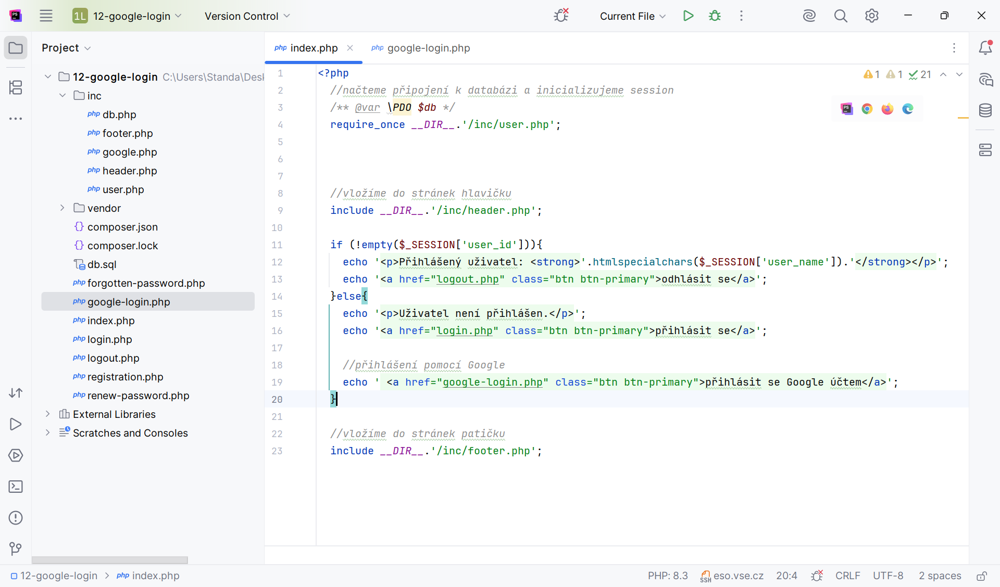 PS
1L 12-google-login
Version Control
Current File
Project
12-google-login C:\Users\Standa\Desk
inc
php db.php
php footer.php
php google.php
php header.php
php user.php
vendor
{} composer.json
{} composer.lock
db.sql
php forgotten-password.php
php google-login.php
php index.php
php login.php
php logout.php
php registration.php
php renew-password.php
External Libraries
Scratches and Consoles
php index.php
php google-login.php
1 <?php
1 1 21
2 //načteme připojení k databázi a inicializujeme session
3 /** @var \PDO $db */
PS
4 require_once __DIR__.'/inc/user.php';
5
6
7
8 //vložíme do stránek hlavičku
9 include __DIR__.'/inc/header.php';
10
11 if (!empty($_SESSION['user_id'])){
12 echo '<p>Přihlášený uživatel: <strong>'.htmlspecialchars($_SESSION['user_name']).'</strong></p>';
13 echo '<a href="logout.php" class="btn btn-primary">odhlásit se</a>';
14 }else{
15 echo '<p>Uživatel není přihlášen.</p>';
16 echo '<a href="login.php" class="btn btn-primary">přihlásit se</a>';
17
18 //přihlášení pomocí Google
19 echo ' <a href="google-login.php" class="btn btn-primary">přihlásit se Google účtem</a>';
20 }
21
22 //vložíme do stránek patičku
23 include __DIR__.'/inc/footer.php';
12-google-login > php index.php
PHP: 8.3
SSH eso.vse.cz
20:4
CRLF
UTF-8
2 spaces